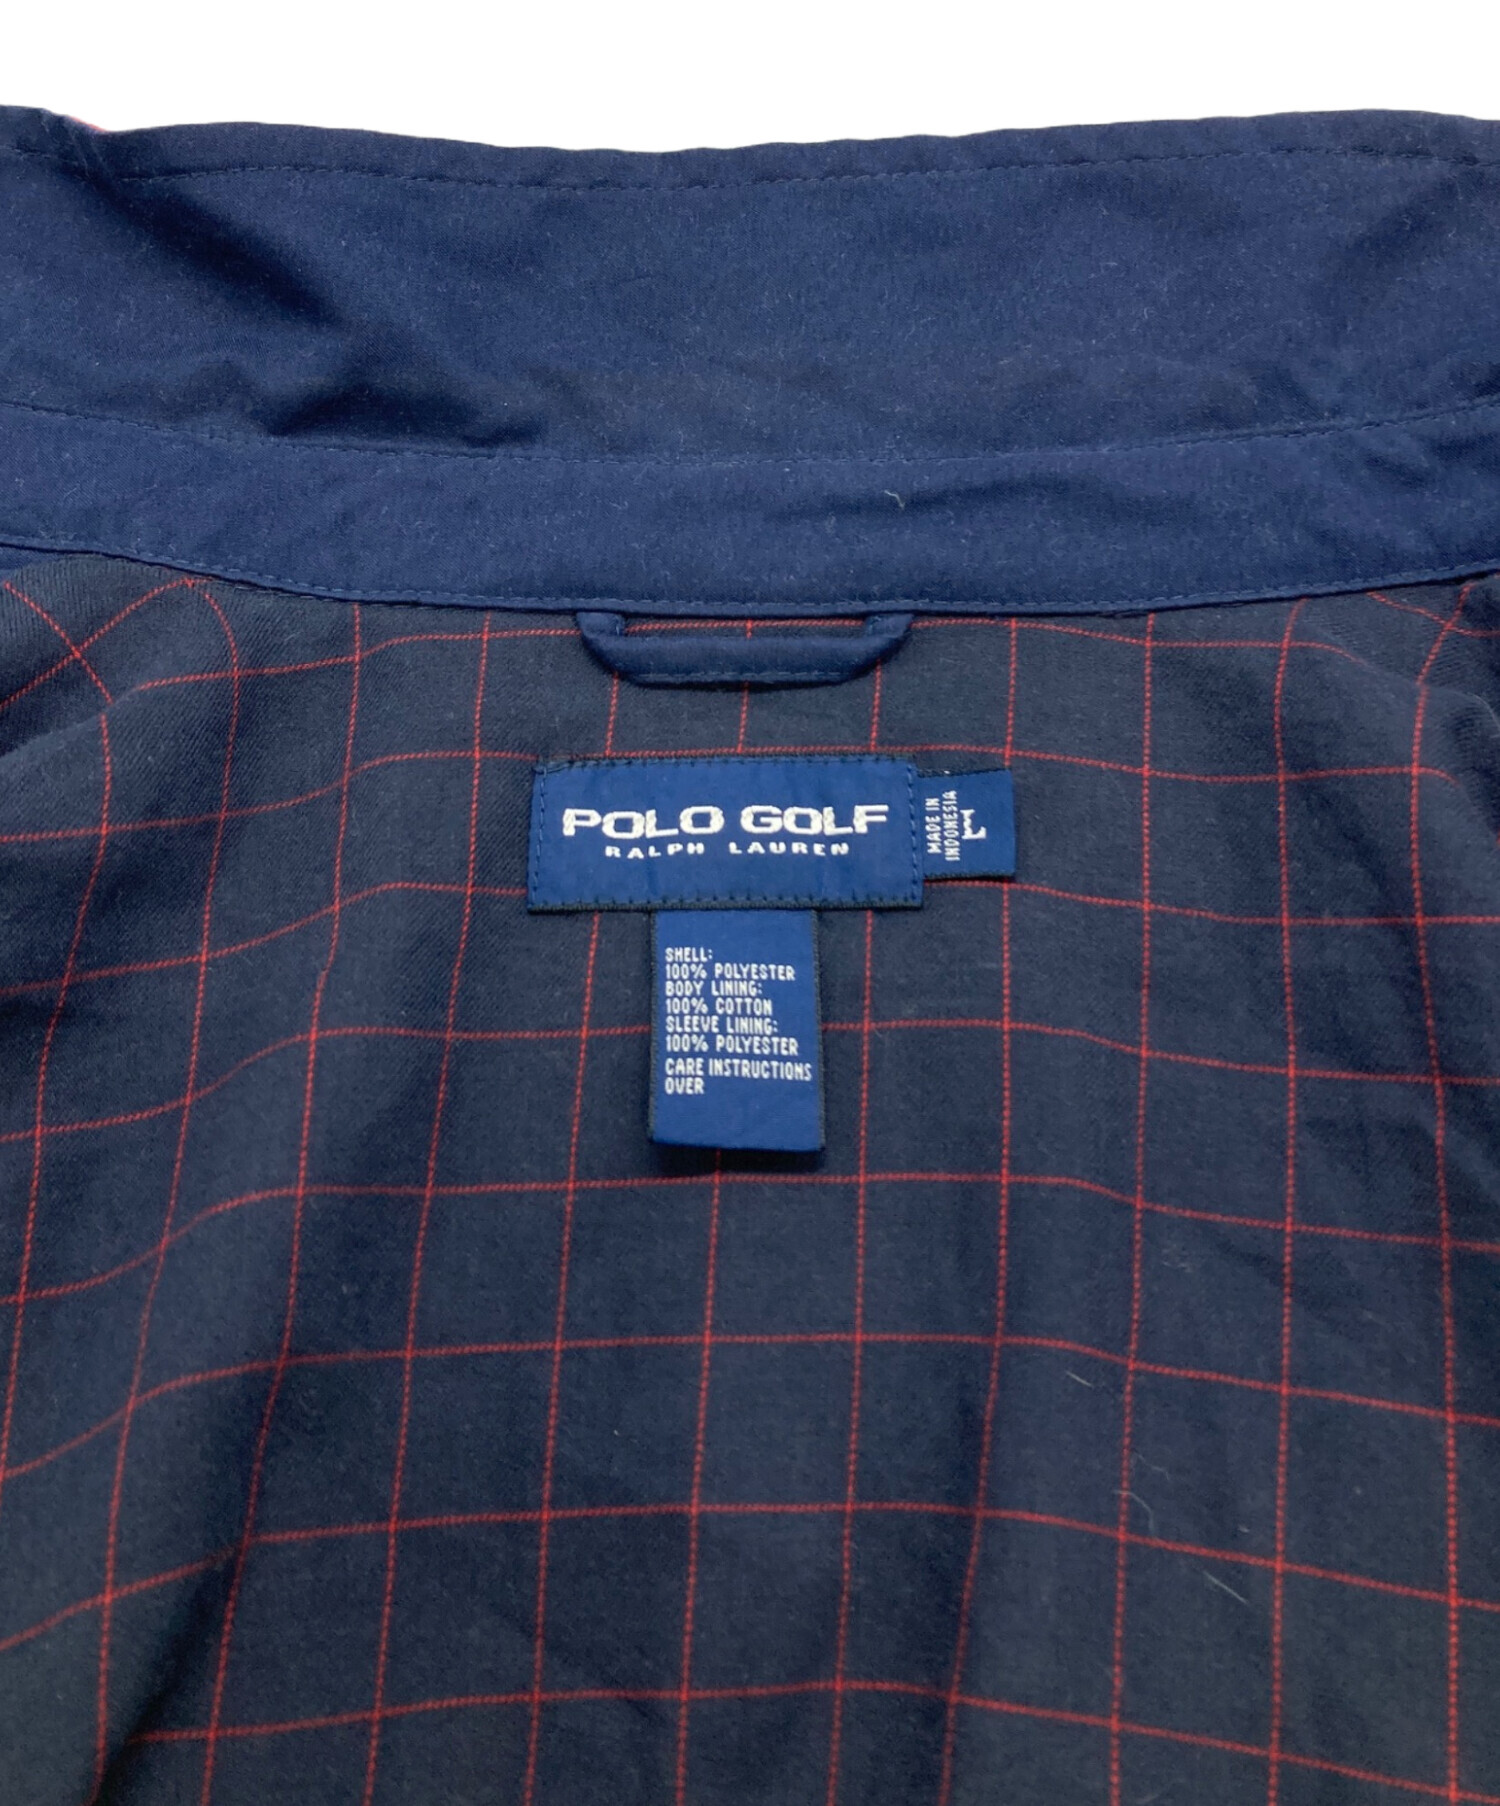 POLO GOLF
RALPH LAUREN
MADE IN
INDONESIA
L
SHELL:
100% POLYESTER
BODY LINING:
100% COTTON
SLEEVE LINING:
100% POLYESTER
CARE INSTRUCTIONS
OVER